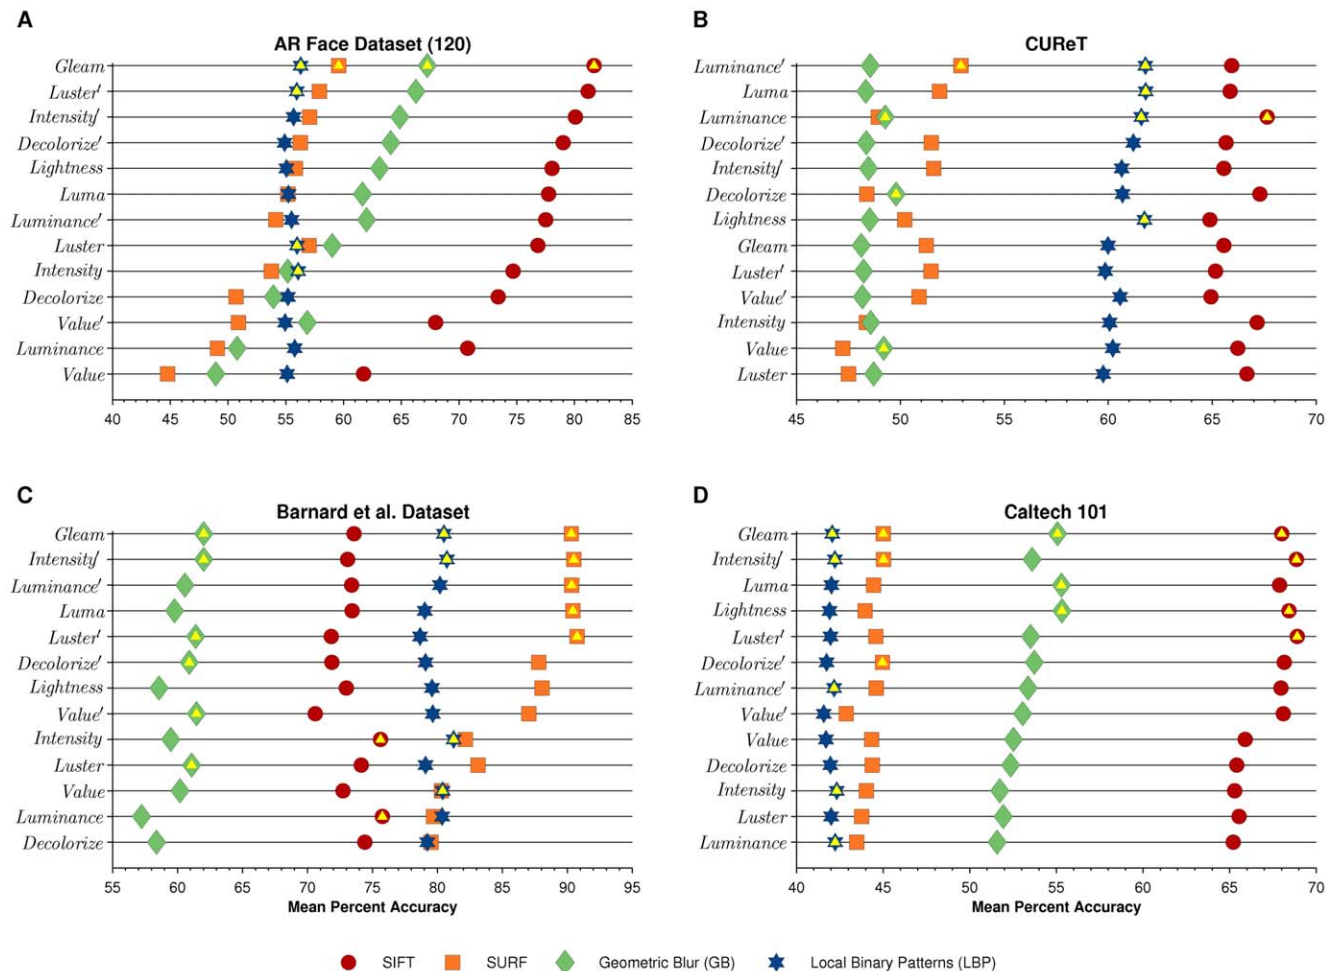 A
AR Face Dataset (120)
Gleam
Luster′
Intensity′
Decolorize′
Lightness
Luma
Luminance′
Luster
Intensity
Decolorize
Value′
Luminance
Value
40 45 50 55 60 65 70 75 80 85
B
CUReT
Luminance′
Luma
Luminance
Decolorize′
Intensity′
Decolorize
Lightness
Gleam
Luster′
Value′
Intensity
Value
Luster
45 50 55 60 65 70
C
Barnard et al. Dataset
Gleam
Intensity′
Luminance′
Luma
Luster′
Decolorize′
Lightness
Value′
Intensity
Luster
Value
Luminance
Decolorize
55 60 65 70 75 80 85 90 95
Mean Percent Accuracy
D
Caltech 101
Gleam
Intensity′
Luma
Lightness
Luster′
Decolorize′
Luminance′
Value′
Value
Decolorize
Intensity
Luster
Luminance
40 45 50 55 60 65 70
Mean Percent Accuracy
SIFT SURF Geometric Blur (GB) Local Binary Patterns (LBP)